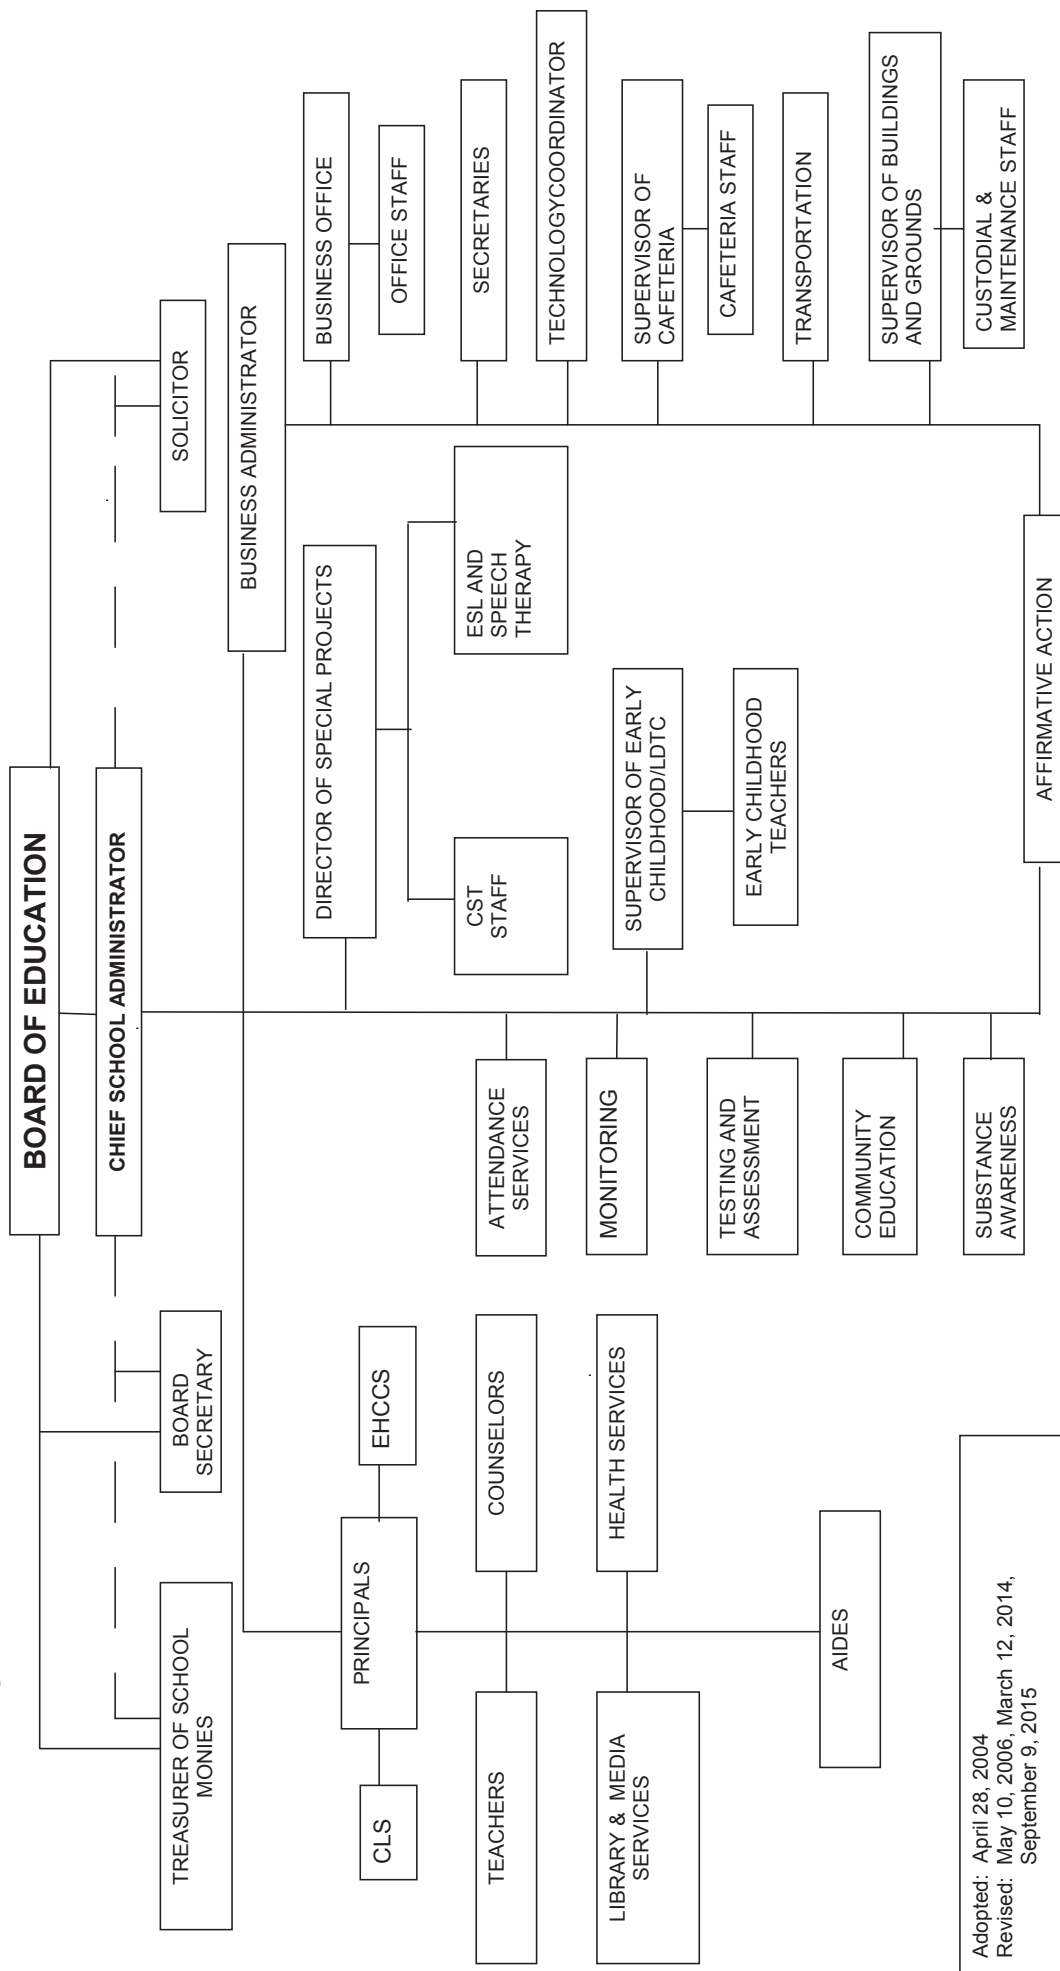 BOARD OF EDUCATION
CHIEF SCHOOL ADMINISTRATOR
TREASURER OF SCHOOL
MONIES
BOARD
SECRETARY
SOLICITOR
BUSINESS ADMINISTRATOR
CLS
PRINCIPALS
EHCCS
TEACHERS
COUNSELORS
LIBRARY & MEDIA
SERVICES
HEALTH SERVICES
AIDES
ATTENDANCE
SERVICES
MONITORING
TESTING AND
ASSESSMENT
COMMUNITY
EDUCATION
SUBSTANCE
AWARENESS
DIRECTOR OF SPECIAL PROJECTS
CST
STAFF
ESL AND
SPEECH
THERAPY
SUPERVISOR OF EARLY
CHILDHOOD/LDTC
EARLY CHILDHOOD
TEACHERS
BUSINESS OFFICE
OFFICE STAFF
SECRETARIES
TECHNOLOGYCOORDINATOR
SUPERVISOR OF
CAFETERIA
CAFETERIA STAFF
TRANSPORTATION
SUPERVISOR OF BUILDINGS
AND GROUNDS
CUSTODIAL &
MAINTENANCE STAFF
AFFIRMATIVE ACTION
Adopted: April 28, 2004
Revised: May 10, 2006, March 12, 2014,
September 9, 2015